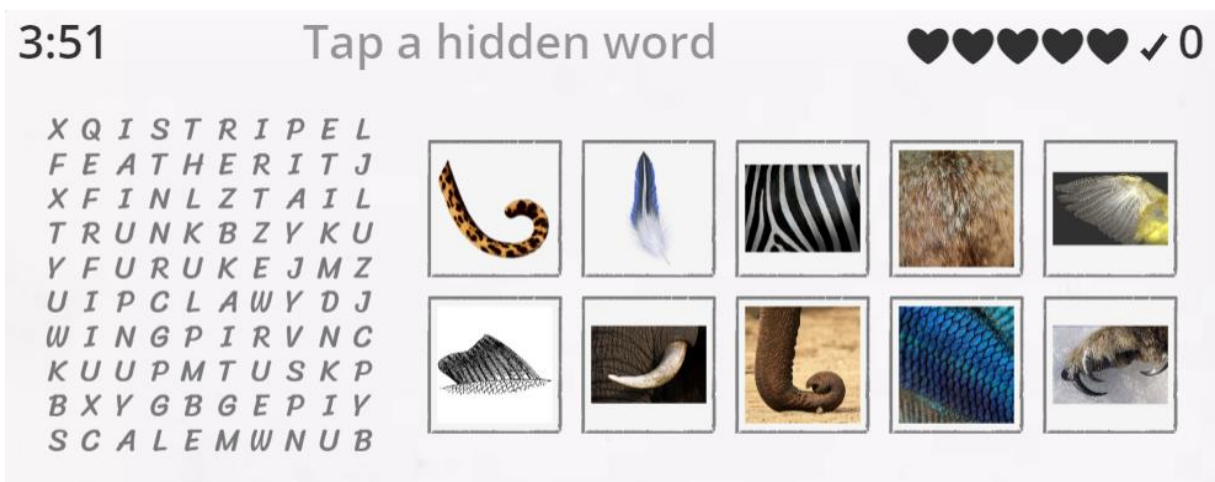 3:51 Tap a hidden word ✓ 0
X Q I S T R I P E L
F E A T H E R I T J
X F I N L Z T A I L
T R U N K B Z Y K U
Y F U R U K E J M Z
U I P C L A W Y D J
W I N G P I R V N C
K U U P M T U S K P
B X Y G B G E P I Y
S C A L E M W N U B